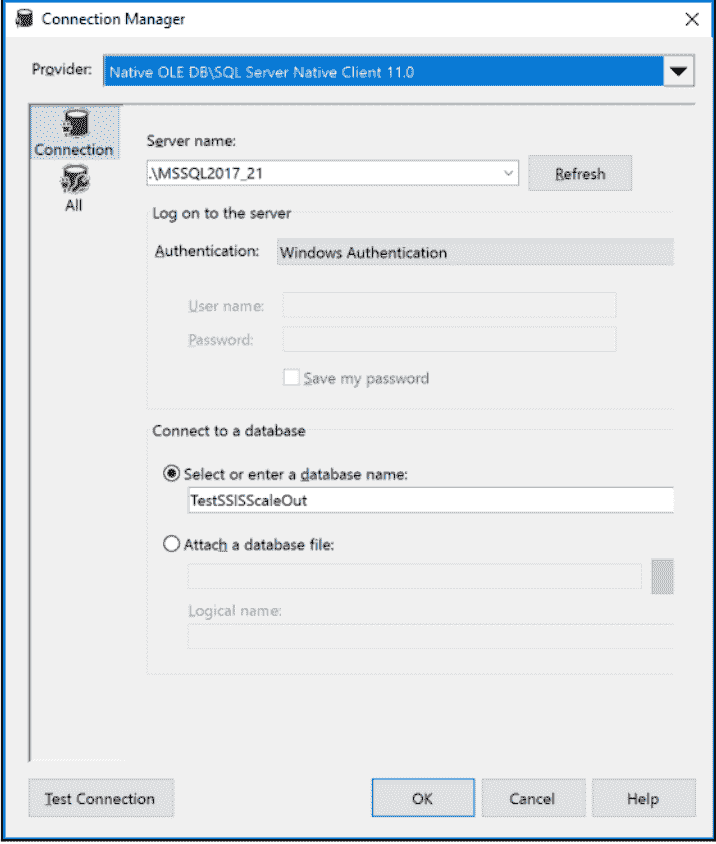 Connection Manager
Provider: Native OLE DB\SQL Server Native Client 11.0
Connection
All
Server name:
.\MSSQL2017_21
Refresh
Log on to the server
Authentication: Windows Authentication
User name:
Password:
Save my password
Connect to a database
Select or enter a database name:
TestSSISScaleOut
Attach a database file:
Logical name:
Test Connection OK Cancel Help